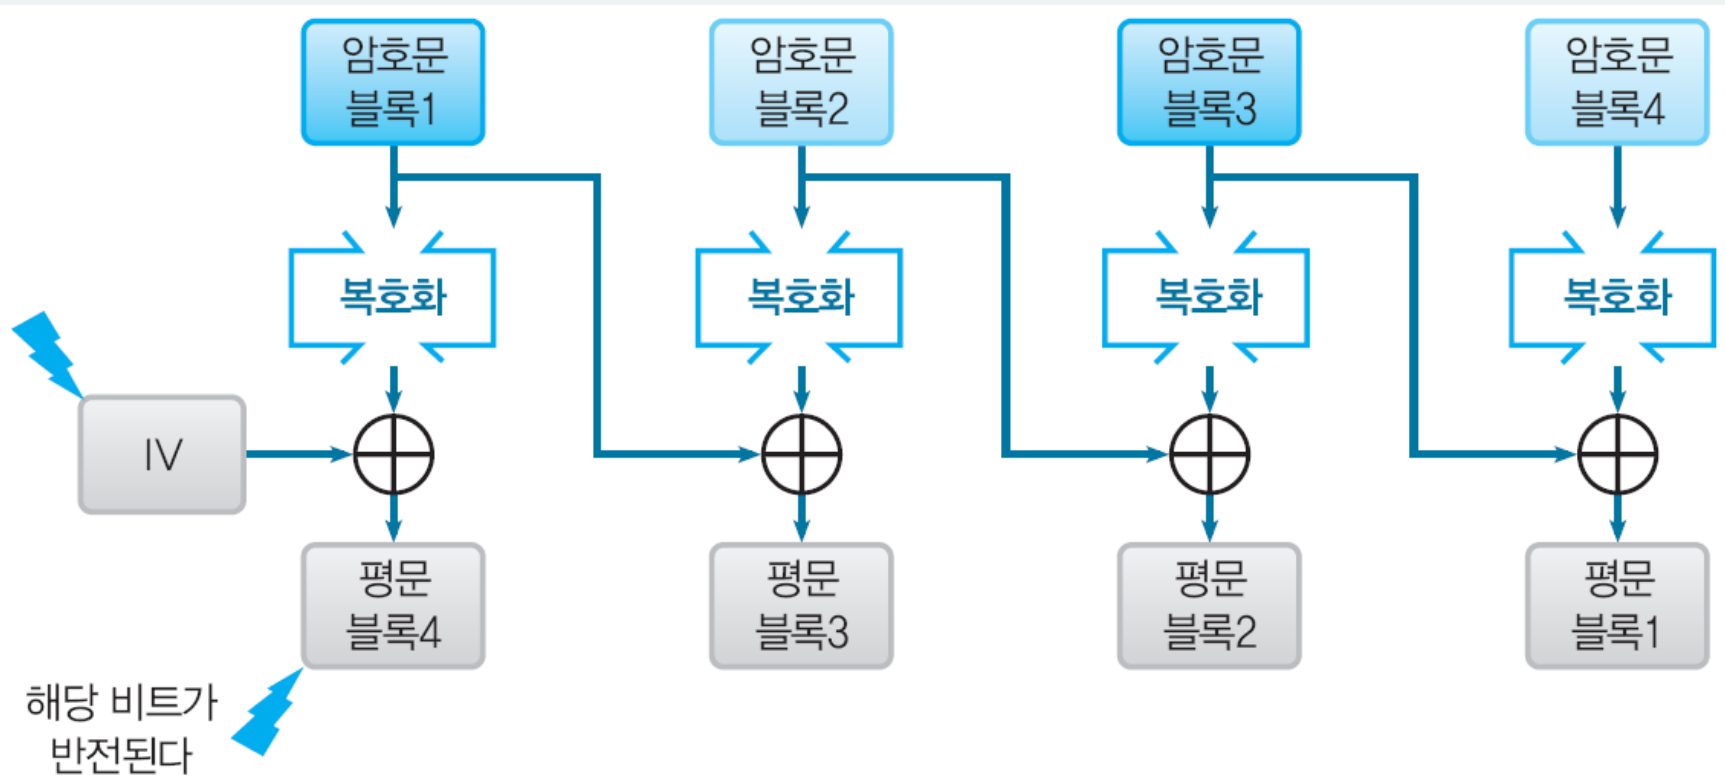 암호문
블록1
암호문
블록2
암호문
블록3
암호문
블록4
복호화
복호화
복호화
복호화
IV
평문
블록4
평문
블록3
평문
블록2
평문
블록1
해당 비트가
반전된다